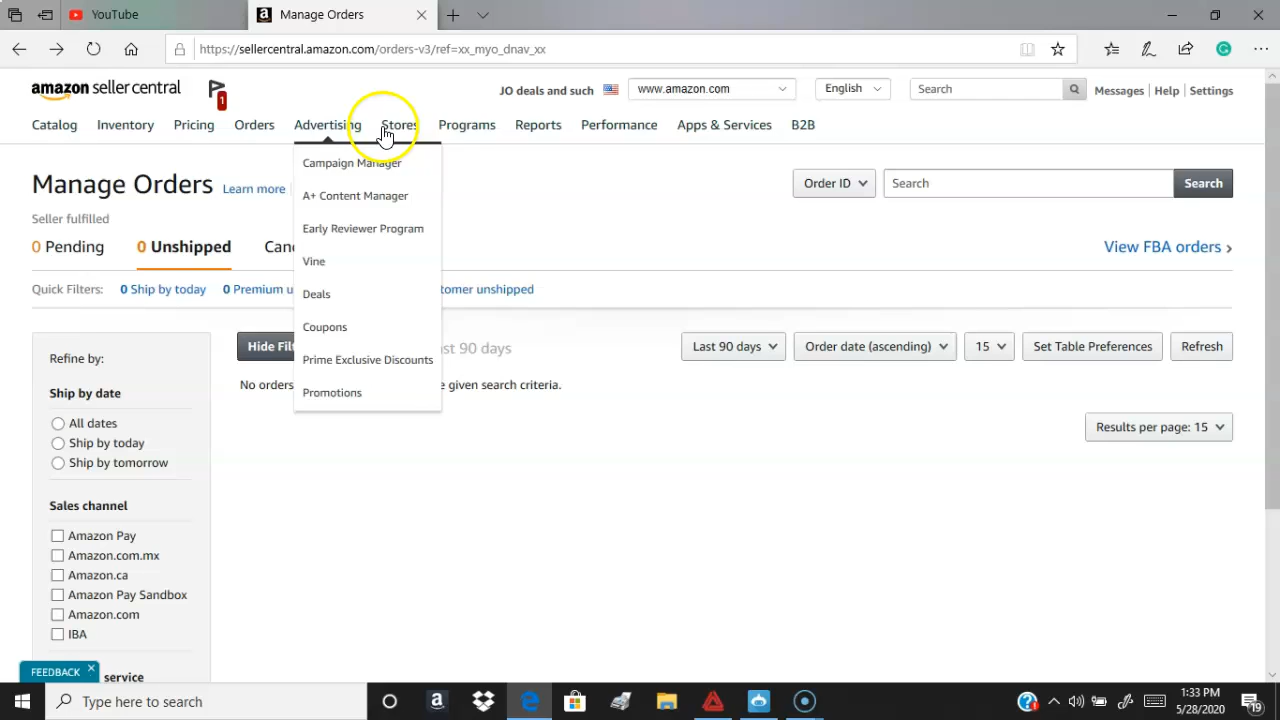 YouTube
Manage Orders
https://sellercentral.amazon.com/orders-v3/ref=xx_myo_dnav_xx
amazon seller central
1
JO deals and such
www.amazon.com
English
Search
Messages | Help | Settings
Catalog Inventory Pricing Orders Advertising Stores Programs Reports Performance Apps & Services B2B
Campaign Manager
A+ Content Manager
Early Reviewer Program
Vine
Deals
Coupons
Prime Exclusive Discounts
Promotions
Manage Orders Learn more
Order ID
Search
Search
Seller fulfilled
0 Pending 0 Unshipped
View FBA orders
Quick Filters: 0 Ship by today 0 Premium unshipped
Refine by:
Hide
90 days
Last 90 days
Order date (ascending)
15
Set Table Preferences
Refresh
No orders given search criteria.
Results per page: 15
Ship by date
All dates
Ship by today
Ship by tomorrow
Sales channel
Amazon Pay
Amazon.com.mx
Amazon.ca
Amazon Pay Sandbox
Amazon.com
IBA
service
FEEDBACK
Type here to search
1:33 PM
5/28/2020
19